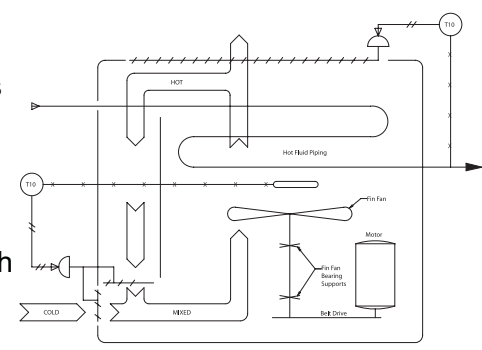 T10
HOT
Hot Fluid Piping
T10
Fin Fan
Motor
Fin Fan
Bearing
Supports
COLD
MIXED
Belt Drive
s
h